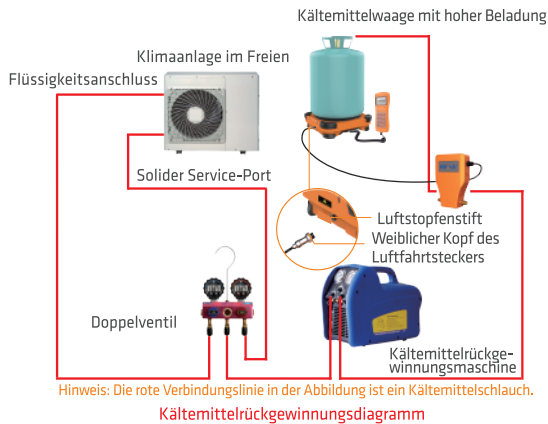 Kältemittelwaage mit hoher Beladung
Klimaanlage im Freien
Flüssigkeitsanschluss
Solider Service-Port
Luftstopfenstift
Weiblicher Kopf des
Luftfahrtsteckers
Doppelventil
Kältemittelrückge-
winnungsmaschine
Hinweis: Die rote Verbindungslinie in der Abbildung ist ein Kältemittelschlauch.
Kältemittelrückgewinnungsdiagramm